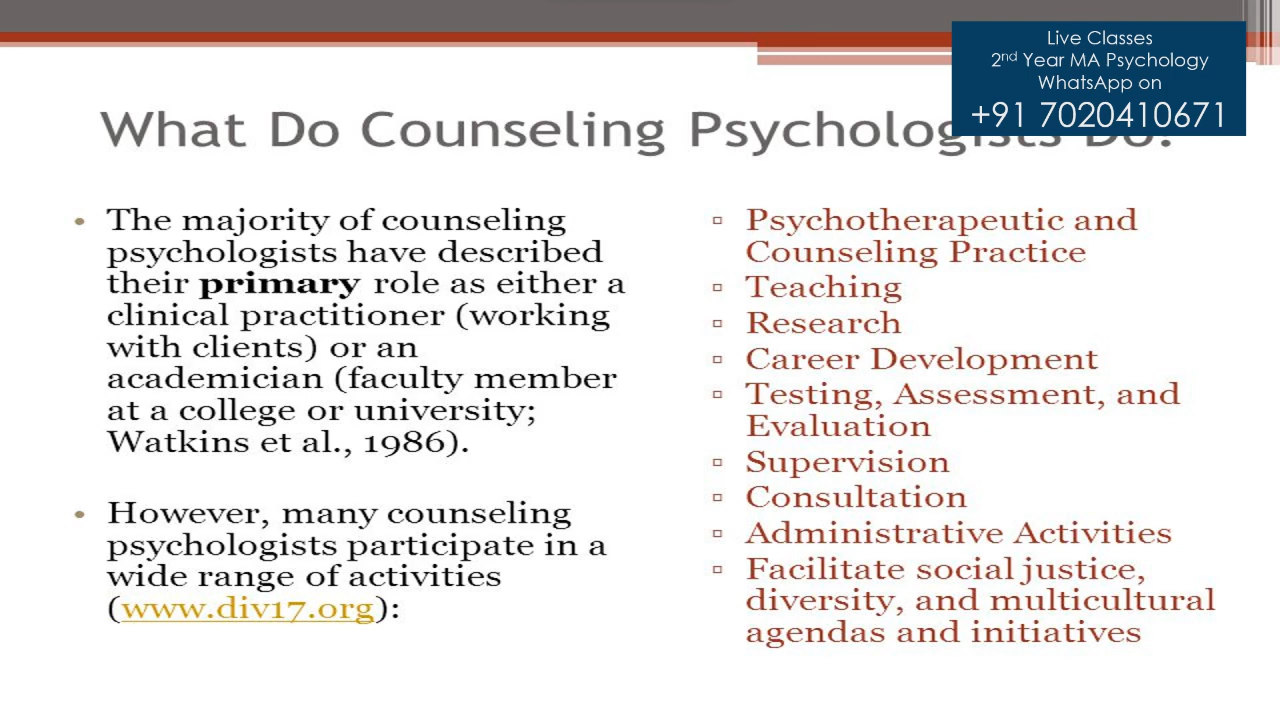 Live Classes
2nd Year MA Psychology
WhatsApp on
+91 7020410671
What Do Counseling Psychologists Do?
• The majority of counseling
psychologists have described
their primary role as either a
clinical practitioner (working
with clients) or an
academician (faculty member
at a college or university;
Watkins et al., 1986).
• However, many counseling
psychologists participate in a
wide range of activities
(www.div17.org):
▫ Psychotherapeutic and
Counseling Practice
▫ Teaching
▫ Research
▫ Career Development
▫ Testing, Assessment, and
Evaluation
▫ Supervision
▫ Consultation
▫ Administrative Activities
▫ Facilitate social justice,
diversity, and multicultural
agendas and initiatives